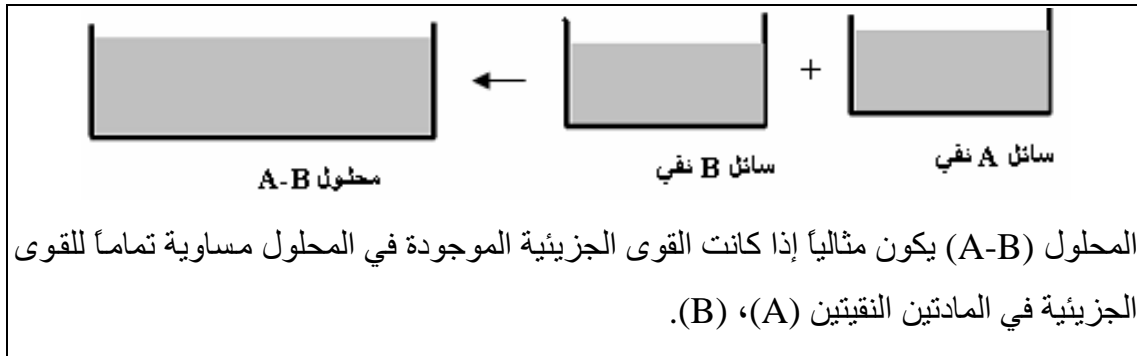 +
سائل A نقي
سائل B نقي
محلول A-B
المحلول (A-B) يكون مثالياً إذا كانت القوى الجزيئية الموجودة في المحلول مساوية تماماً للقوى
الجزيئية في المادتين النقيتين (A)، (B).